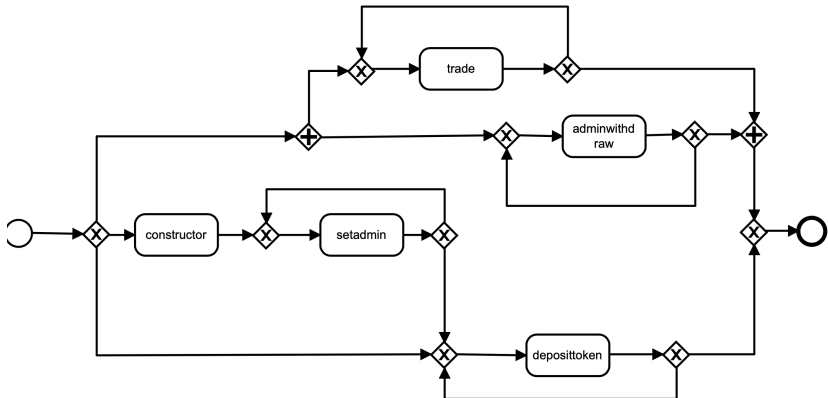 trade
adminwithd
raw
constructor
setadmin
deposittoken